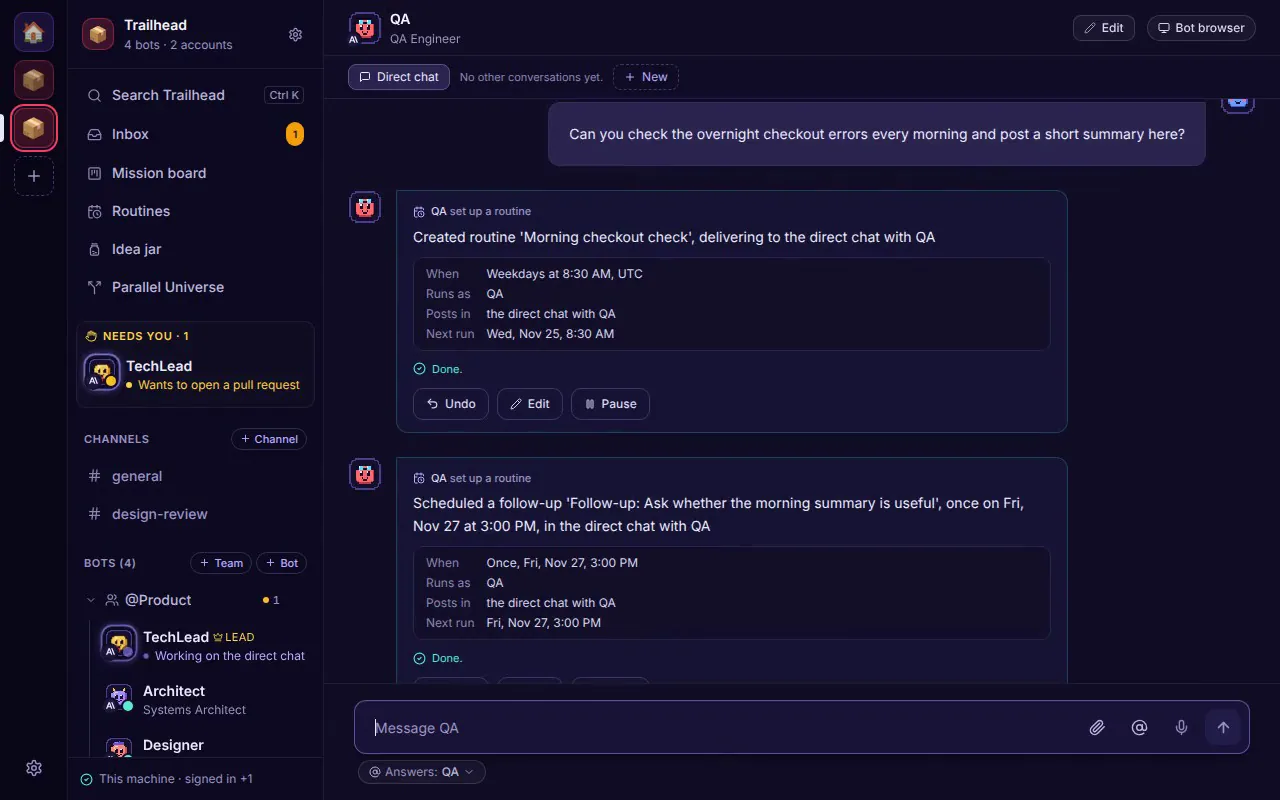 Trailhead
4 bots · 2 accounts
Search Trailhead
Ctrl K
Inbox
1
Mission board
Routines
Idea jar
Parallel Universe
NEEDS YOU · 1
TechLead
Wants to open a pull request
CHANNELS
+ Channel
# general
# design-review
BOTS (4)
+ Team
+ Bot
@Product
1
TechLead LEAD
Working on the direct chat
Architect
Systems Architect
Designer
This machine · signed in +1
QA
QA Engineer
Edit
Bot browser
Direct chat
No other conversations yet.
+ New
Can you check the overnight checkout errors every morning and post a short summary here?
QA set up a routine
Created routine 'Morning checkout check', delivering to the direct chat with QA
When Weekdays at 8:30 AM, UTC
Runs as QA
Posts in the direct chat with QA
Next run Wed, Nov 25, 8:30 AM
Done.
Undo
Edit
Pause
QA set up a routine
Scheduled a follow-up 'Follow-up: Ask whether the morning summary is useful', once on Fri,
Nov 27 at 3:00 PM, in the direct chat with QA
When Once, Fri, Nov 27, 3:00 PM
Runs as QA
Posts in the direct chat with QA
Next run Fri, Nov 27, 3:00 PM
Done.
Message QA
@ Answers: QA